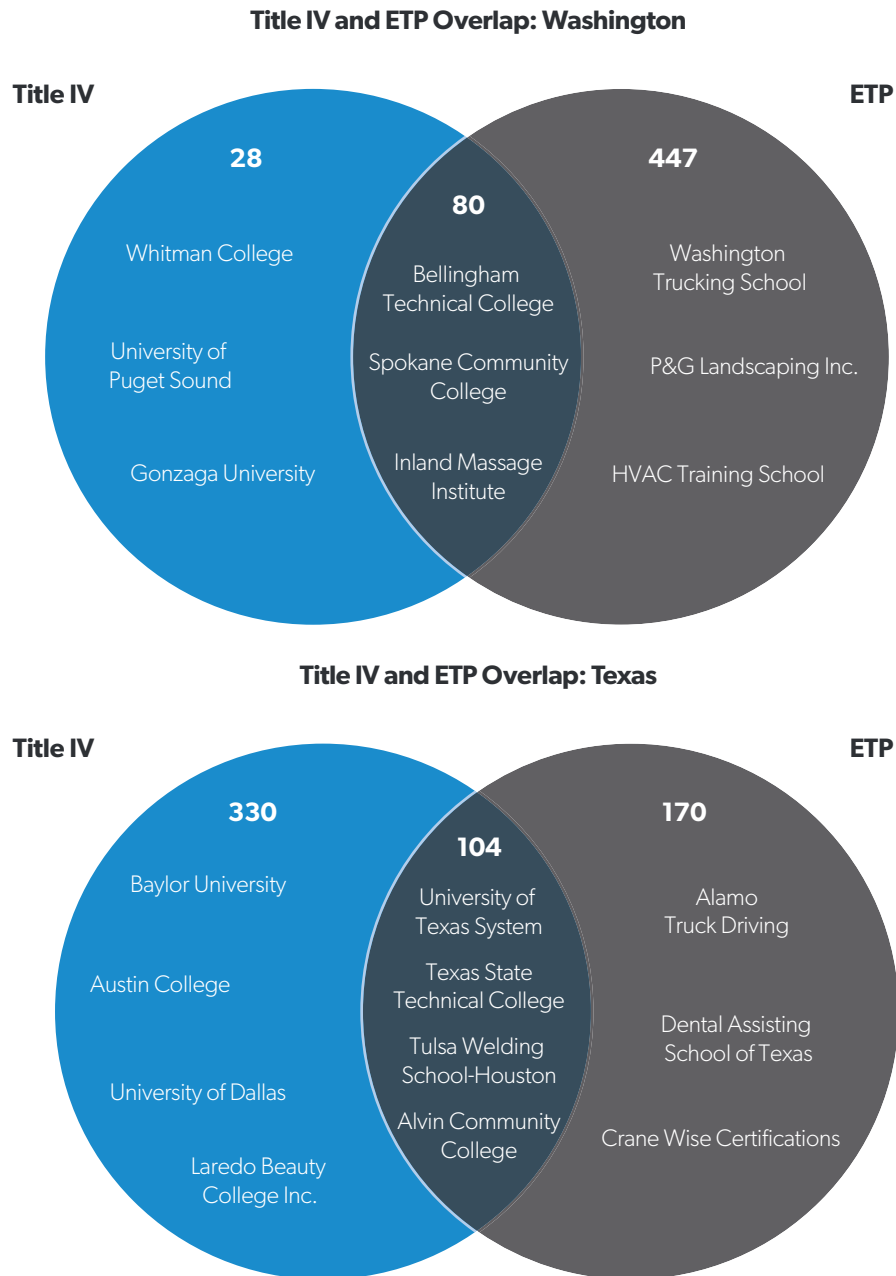 Title IV and ETP Overlap: Washington
Title IV
ETP
28
447
80
Whitman College
Washington
Trucking School
Bellingham
Technical College
University of
Puget Sound
Spokane Community
College
P&G Landscaping Inc.
Gonzaga University
Inland Massage
Institute
HVAC Training School
Title IV and ETP Overlap: Texas
Title IV
ETP
330
170
104
Baylor University
University of
Texas System
Alamo
Truck Driving
Austin College
Texas State
Technical College
Dental Assisting
School of Texas
Tulsa Welding
School-Houston
University of Dallas
Alvin Community
College
Crane Wise Certifications
Laredo Beauty
College Inc.